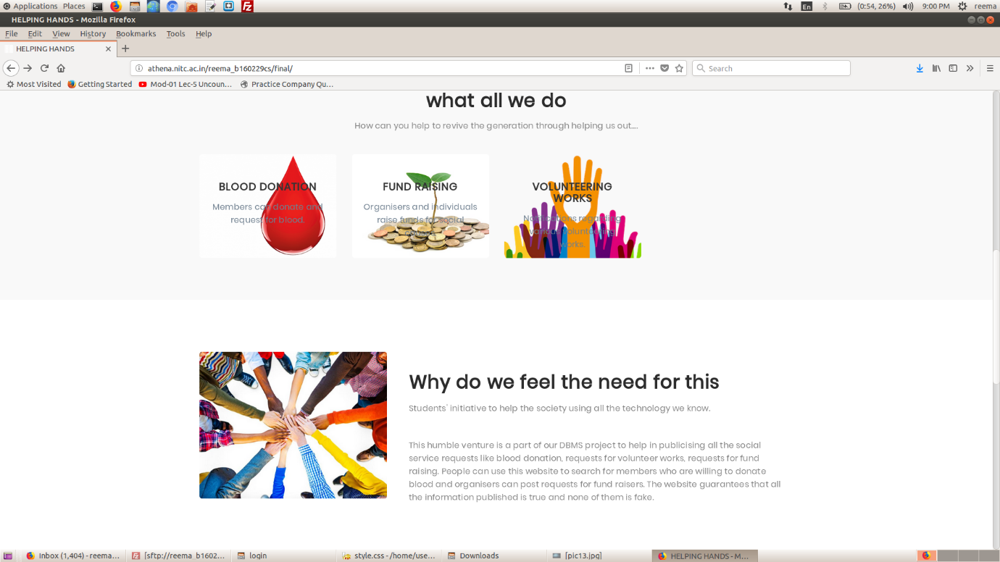 Applications Places En (0:54, 26%) 9:00 PM reema
HELPING HANDS - Mozilla Firefox
File Edit View History Bookmarks Tools Help
HELPING HANDS
athena.nitc.ac.in/reema_b160229cs/final/ Search
Most Visited Getting Started Mod-01 Lec-5 Uncoun... Practice Company Qu...
what all we do
How can you help to revive the generation through helping us out....
BLOOD DONATION
Members can donate and
request for blood.
FUND RAISING
Organisers and individuals
raise funds for social
VOLUNTEERING
WORKS
Notifications regarding
various volunteering
works.
Why do we feel the need for this
Students' initiative to help the society using all the technology we know.
This humble venture is a part of our DBMS project to help in publicising all the social
service requests like blood donation, requests for volunteer works, requests for fund
raising. People can use this website to search for members who are willing to donate
blood and organisers can post requests for fund raisers. The website guarantees that all
the information published is true and none of them is fake.
Inbox (1,404) - reema... [sftp://reema_b1602... login style.css - /home/use... Downloads [pic13.jpg] HELPING HANDS - M...